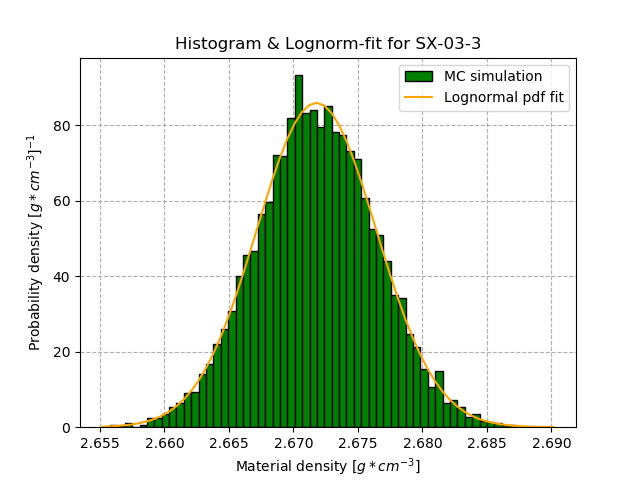 Histogram & Lognorm-fit for SX-03-3
MC simulation
Lognormal pdf fit
Probability density [g*cm⁻³]⁻¹
80
60
40
20
0
2.655 2.660 2.665 2.670 2.675 2.680 2.685 2.690
Material density [g*cm⁻³]